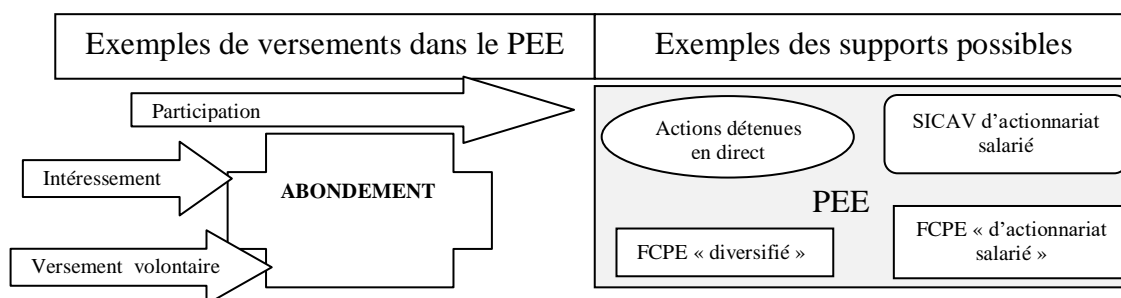 Exemples de versements dans le PEE
Exemples des supports possibles
Participation
Intéressement
ABONDEMENT
Versement volontaire
Actions détenues
en direct
SICAV d’actionnariat
salarié
PEE
FCPE « diversifié »
FCPE « d’actionnariat
salarié »